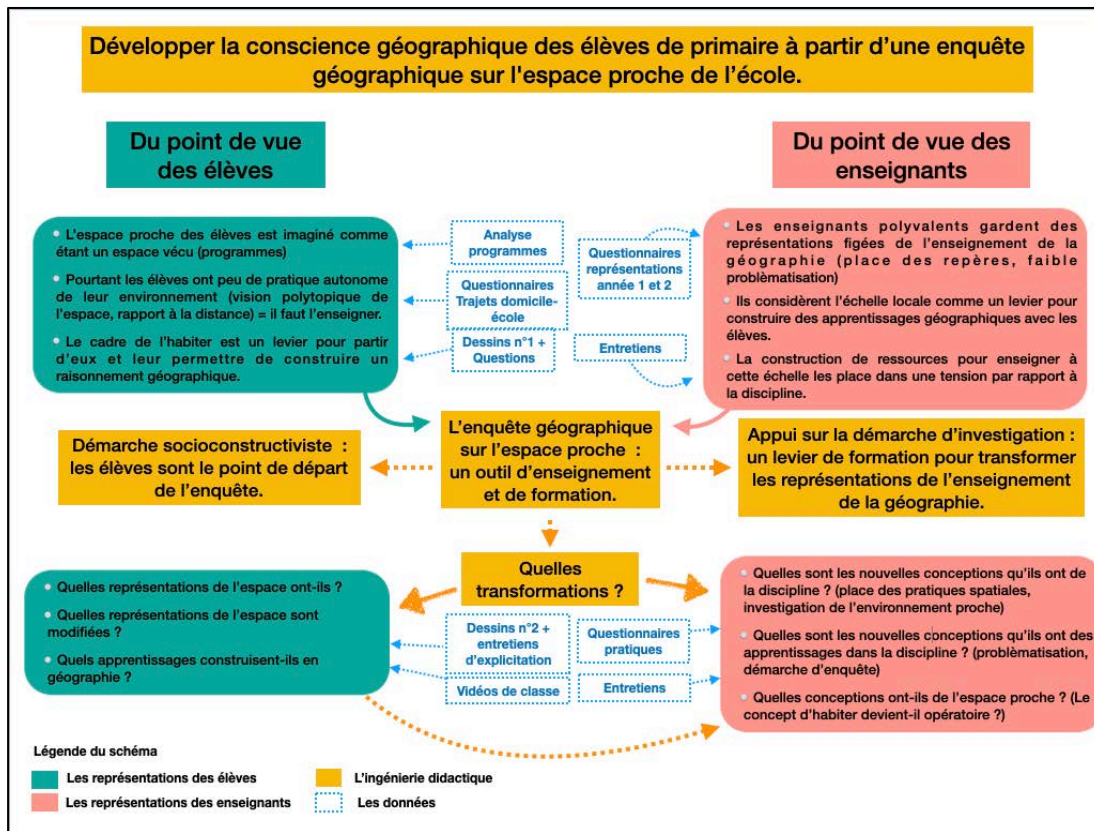 Développer la conscience géographique des élèves de primaire à partir d'une enquête
géographique sur l'espace proche de l'école.
Du point de vue
des élèves
Du point de vue des
enseignants
• L'espace proche des élèves est imaginé comme
étant un espace vécu (programmes)
• Pourtant les élèves ont peu de pratique autonome
de leur environnement (vision polytopique de
l'espace, rapport à la distance) = il faut l'enseigner.
• Le cadre de l'habiter est un levier pour partir
d'eux et leur permettre de construire un
raisonnement géographique.
Analyse
programmes
Questionnaires
Trajets domicile-
école
Dessins n°1 +
Questions
Questionnaires
représentations
année 1 et 2
Entretiens
• Les enseignants polyvalents gardent des
représentations figées de l'enseignement de la
géographie (place des repères, faible
problèmatisation)
• Ils considèrent l'échelle locale comme un levier pour
construire des apprentissages géographiques avec les
élèves.
• La construction de ressources pour enseigner à
cette échelle les place dans une tension par rapport à
la discipline.
Démarche socioconstructiviste :
les élèves sont le point de départ
de l'enquête.
L'enquête géographique
sur l'espace proche :
un outil d'enseignement
et de formation.
Appui sur la démarche d'investigation :
un levier de formation pour transformer
les représentations de l'enseignement
de la géographie.
Quelles
transformations ?
• Quelles représentations de l'espace ont-ils ?
• Quelles représentations de l'espace sont
modifiées ?
• Quels apprentissages construisent-ils en
géographie ?
Dessins n°2 +
entretiens
d'explicitation
Vidéos de classe
Questionnaires
pratiques
Entretiens
• Quelles sont les nouvelles conceptions qu'ils ont de
la discipline ? (place des pratiques spatiales,
investigation de l'environnement proche)
• Quelles sont les nouvelles conceptions qu'ils ont des
apprentissages dans la discipline ? (problèmatisation,
démarche d'enquête)
• Quelles conceptions ont-ils de l'espace proche ? (Le
concept d'habiter devient-il opératoire ?)
Légende du schéma
Les représentations des élèves
L'ingénierie didactique
Les représentations des enseignants
Les données